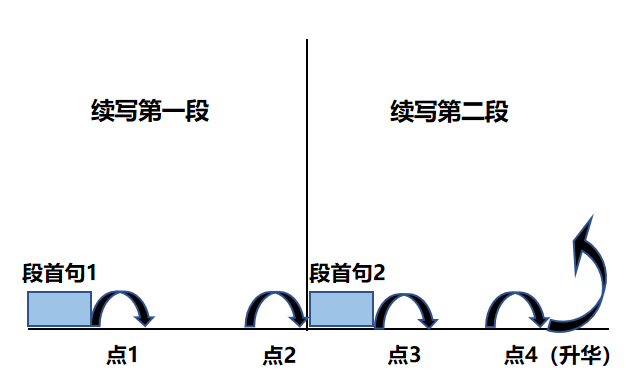 续写第一段
续写第二段
段首句1
段首句2
点1
点2
点3
点4（升华）